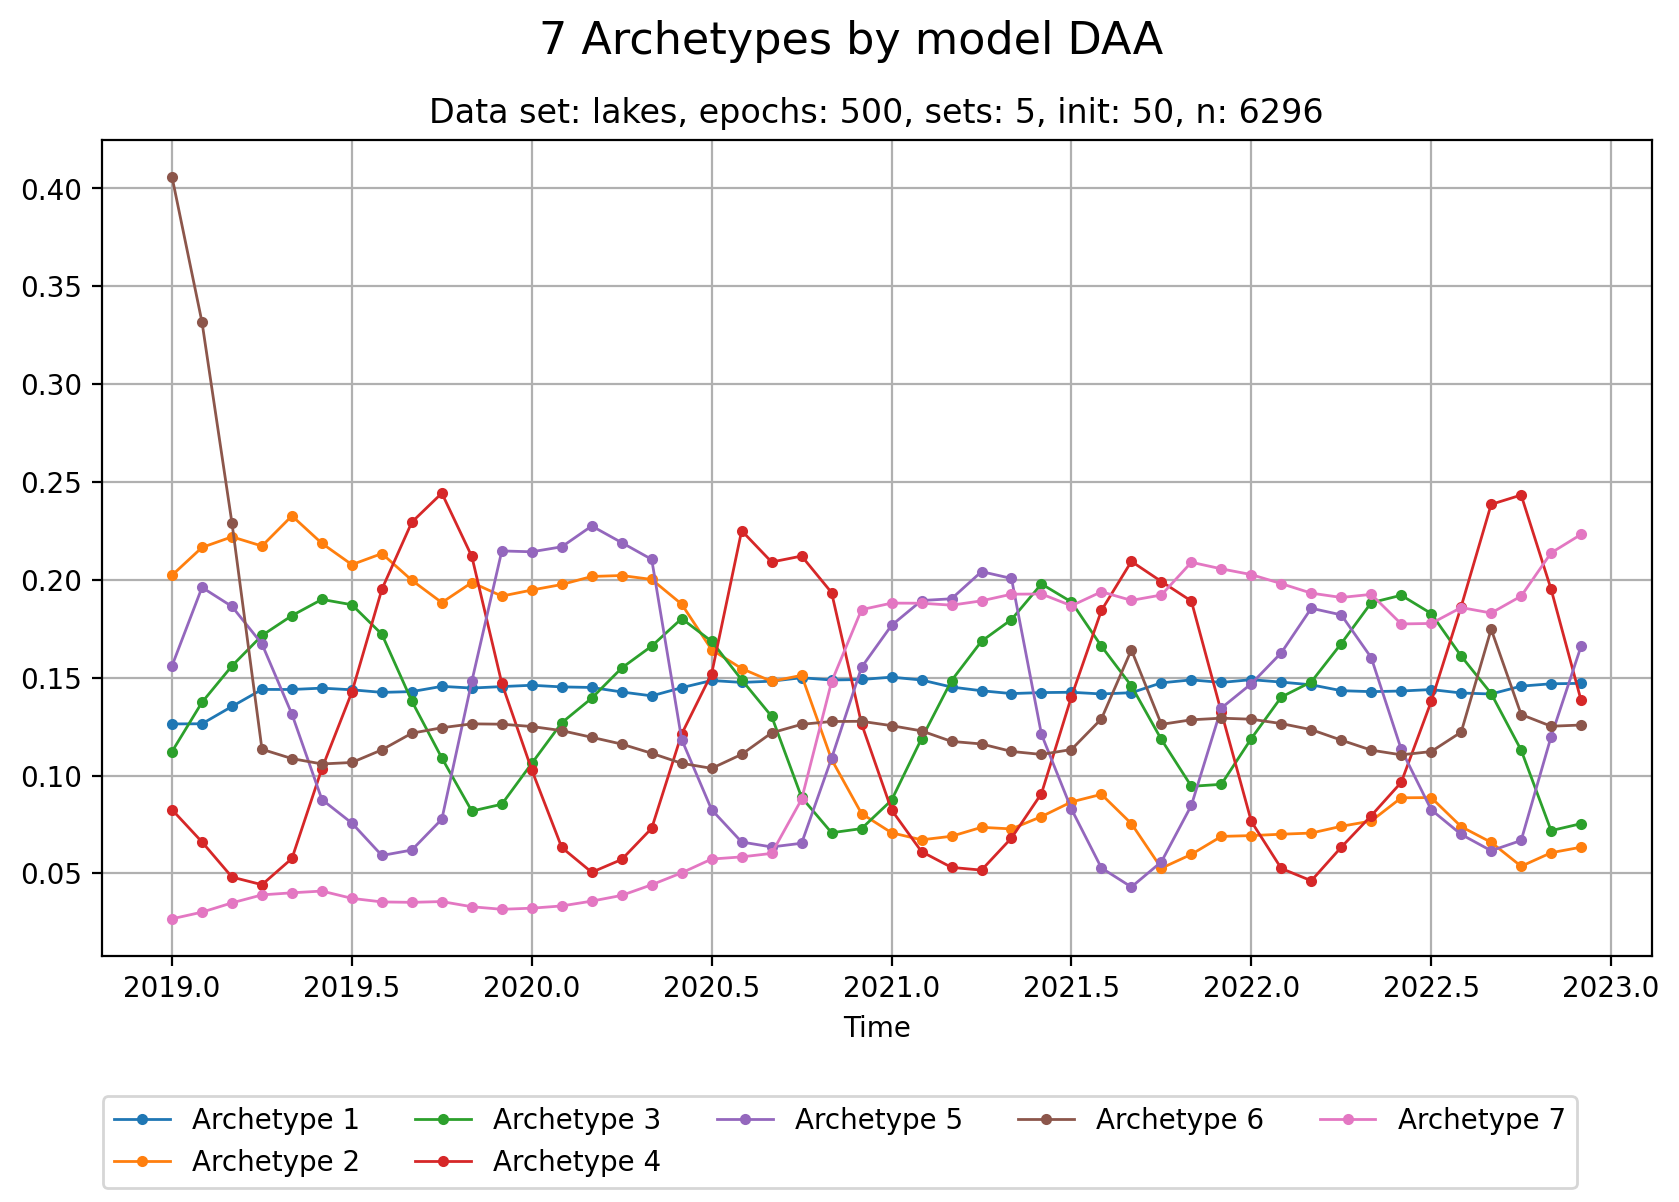 7 Archetypes by model DAA
Data set: lakes, epochs: 500, sets: 5, init: 50, n: 6296
0.40
0.35
0.30
0.25
0.20
0.15
0.10
0.05
2019.0 2019.5 2020.0 2020.5 2021.0 2021.5 2022.0 2022.5 2023.0
Time
Archetype 1 Archetype 3 Archetype 5 Archetype 6 Archetype 7
Archetype 2 Archetype 4